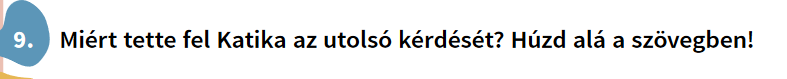 9. Miért tette fel Katika az utolsó kérdését? Húzd alá a szövegben!